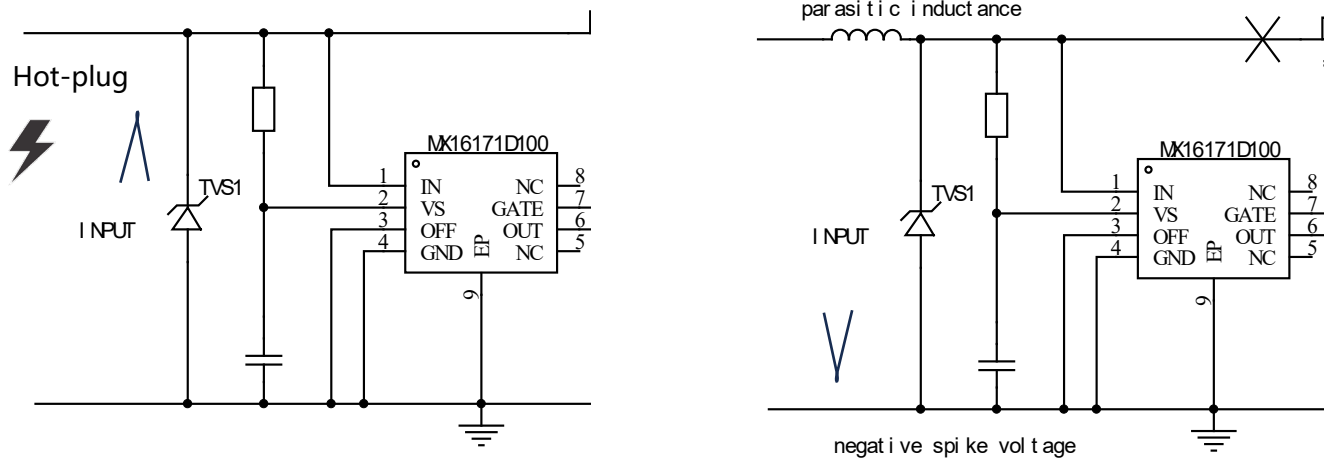 Hot-plug
INPUT
TVS1
MX16171D100
1 IN NC 8
2 VS GATE 7
3 OFF OUT 6
4 GND EP NC 5
9
parasitic inductance
INPUT
TVS1
MX16171D100
1 IN NC 8
2 VS GATE 7
3 OFF OUT 6
4 GND EP NC 5
9
negative spike voltage